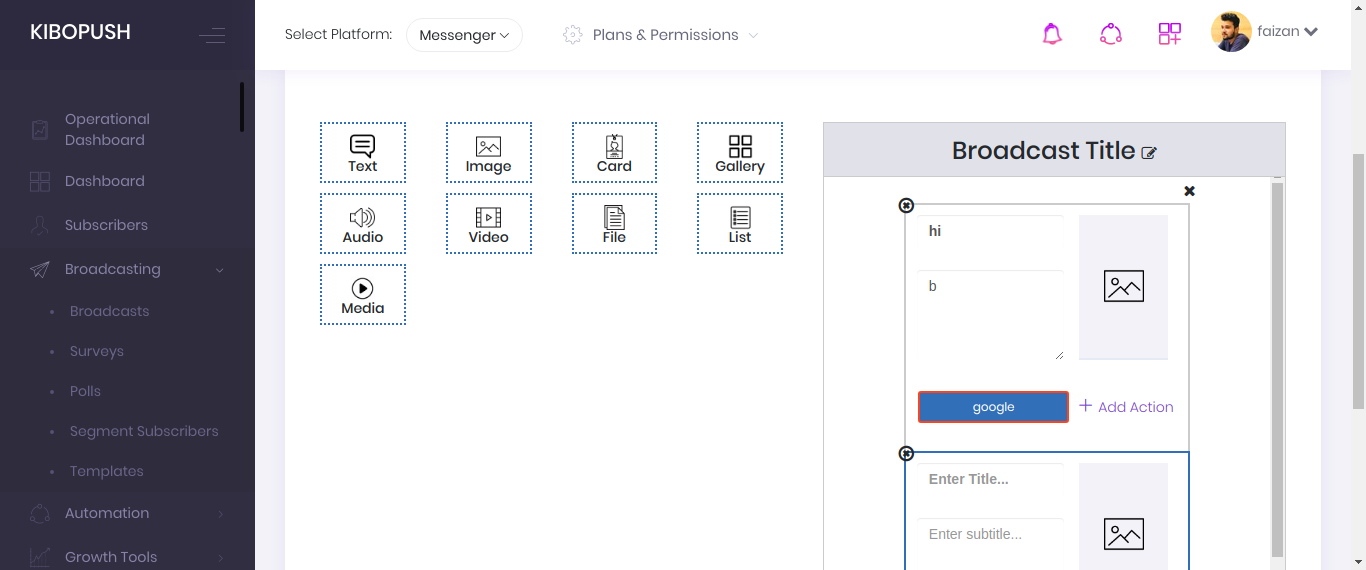 KIBOPUSH
Select Platform: Messenger
Plans & Permissions
faizan
Operational
Dashboard
Dashboard
Subscribers
Broadcasting
Broadcasts
Surveys
Polls
Segment Subscribers
Templates
Automation
Growth Tools
Text
Image
Card
Gallery
Audio
Video
File
List
Media
Broadcast Title
hi
b
google
+ Add Action
Enter Title...
Enter subtitle...